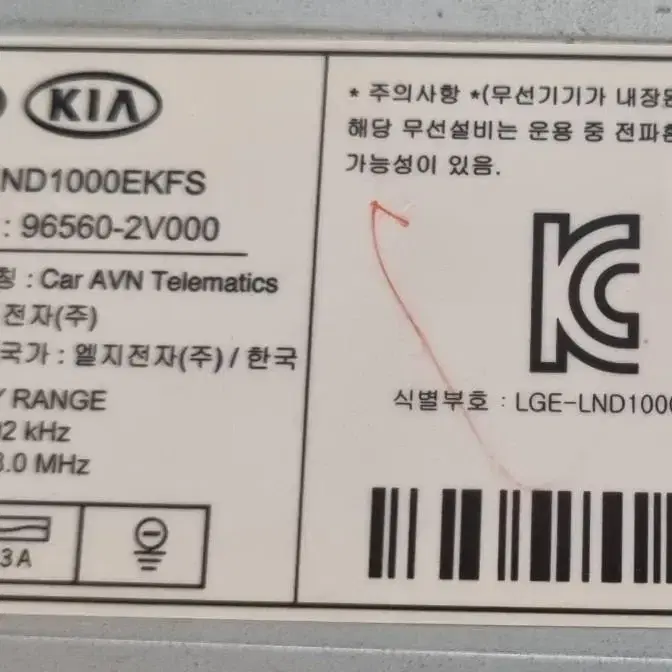 KIA
ND1000EKFS
: 96560-2V000
칭 : Car AVN Telematics
전자(주)
국가 : 엘지전자(주) / 한국
Y RANGE
02 kHz
8.0 MHz
3 A
* 주의사항 *(무선기기가 내장된
해당 무선설비는 운용 중 전파혼
가능성이 있음.
식별부호 : LGE-LND1000